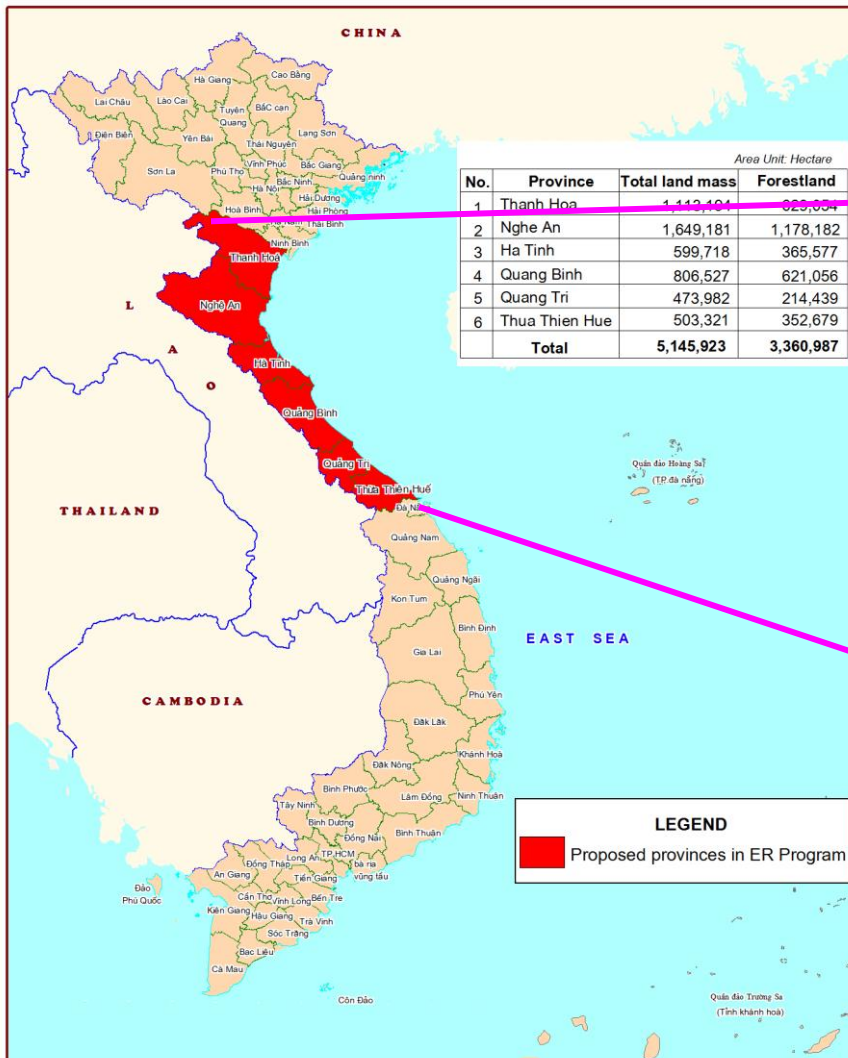 CHINA
Hà Giang
Cao Bằng
Lai Châu
Lào Cai
Tuyên
Quang
BắC cạn
Điện Biên
Yên Bái
Thái Nguyên
Lạng Sơn
Sơn La
Phú Thọ
Vĩnh Phúc
Bắc Giang
Quảng ninh
Bắc Ninh
Hà Nội
Hải Dương
Hoà Bình
Hải Phòng
Thái Bình
Ninh Bình
Thanh Hoá
Nghệ An
Hà Tĩnh
Quảng Bình
Quảng Trị
Thừa Thiên Huế
LAO
Area Unit: Hectare
No. Province Total land mass Forestland
1 Thanh Hoa 1,113,194 629,054
2 Nghe An 1,649,181 1,178,182
3 Ha Tinh 599,718 365,577
4 Quang Binh 806,527 621,056
5 Quang Tri 473,982 214,439
6 Thua Thien Hue 503,321 352,679
Total 5,145,923 3,360,987
Quần đảo Hoàng Sa
(TP.đà nẵng)
THAILAND
Quảng Nam
Quảng Ngãi
Kon Tum
Bình Định
EAST SEA
Gia Lai
CAMBODIA
Phú Yên
Đăk Lăk
Khánh Hoà
Đăk Nông
Bình Phước
Lâm Đồng
Ninh Thuận
Tây Ninh
Bình Dương
Bình Thuận
Đồng Nai
Long An
TP.HCM
bà rịa
vũng tầu
Đồng Tháp
An Giang
Tiền Giang
Cần Thơ
Vĩnh Long
Bến Tre
Kiên Giang
Hậu Giang
Trà Vinh
Sóc Trăng
Bạc Liêu
Cà Mau
Đảo
Phú Quốc
Côn Đảo
LEGEND
Proposed provinces in ER Program
Quần đảo Trường Sa
(Tỉnh khánh hoà)